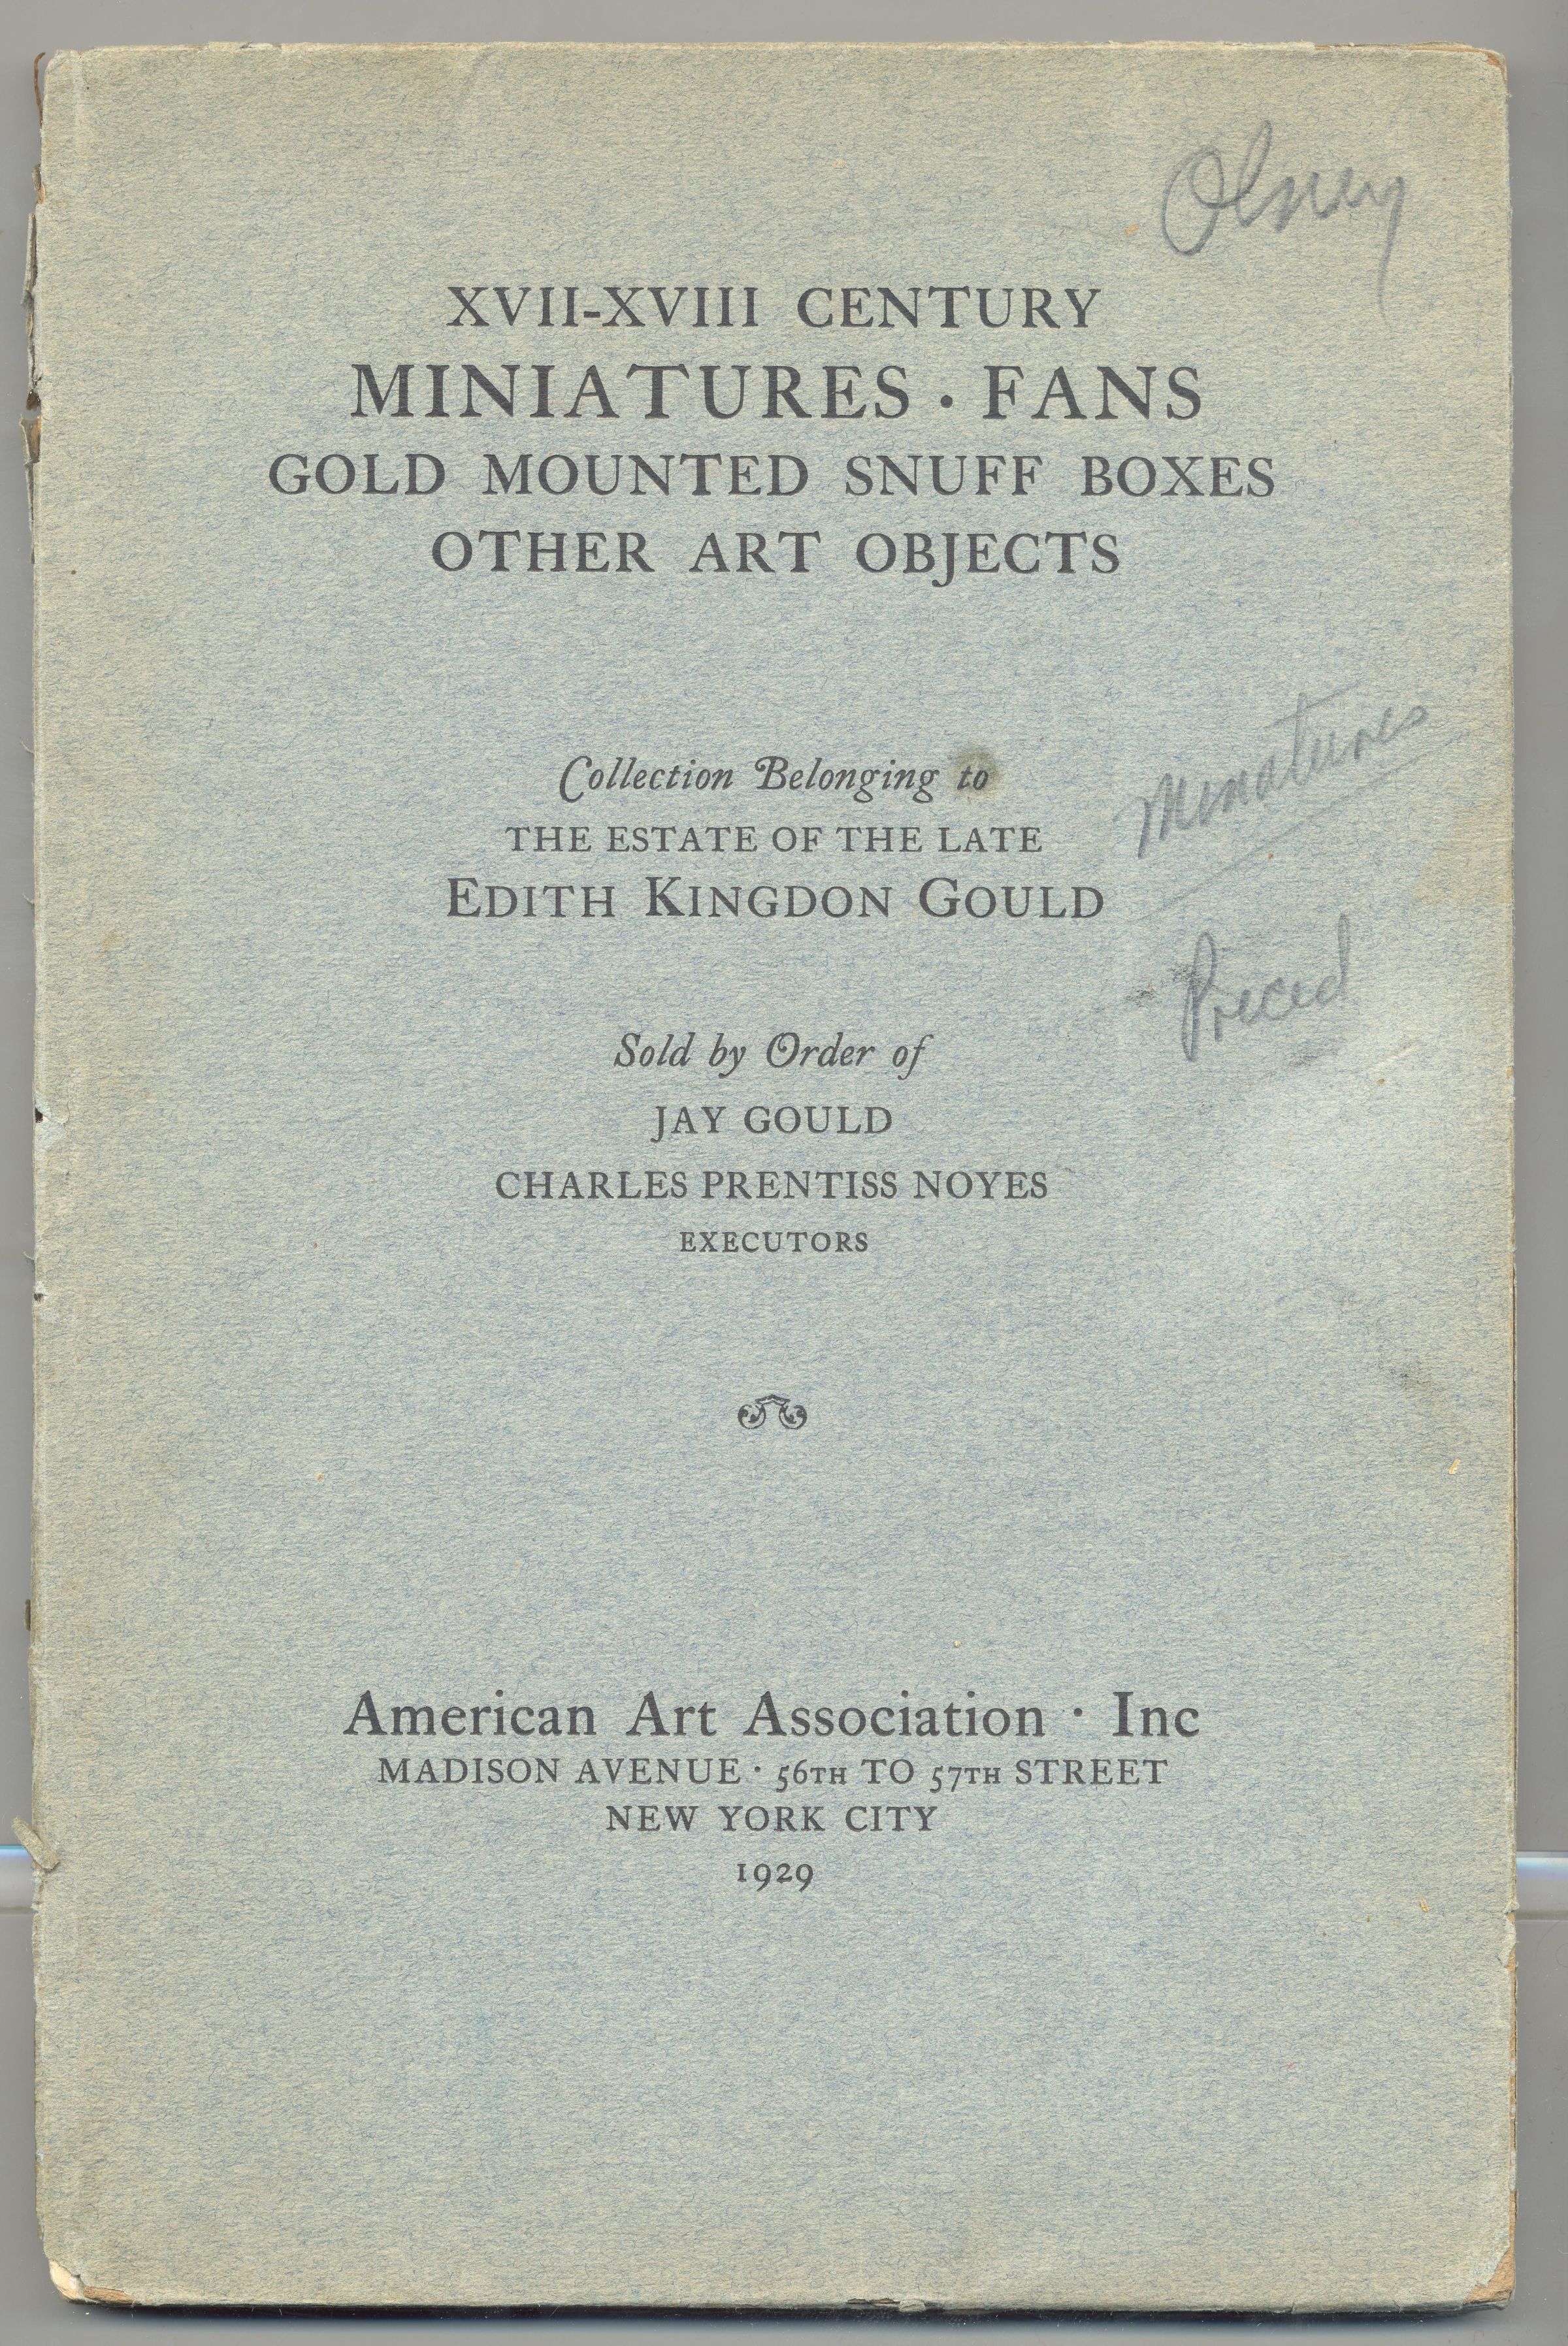 Olney
XVII-XVIII CENTURY
MINIATURES · FANS
GOLD MOUNTED SNUFF BOXES
OTHER ART OBJECTS
Collection Belonging to
THE ESTATE OF THE LATE
EDITH KINGDON GOULD
Minatures
Priced
Sold by Order of
JAY GOULD
CHARLES PRENTISS NOYES
EXECUTORS
American Art Association · Inc
MADISON AVENUE · 56TH TO 57TH STREET
NEW YORK CITY
1929